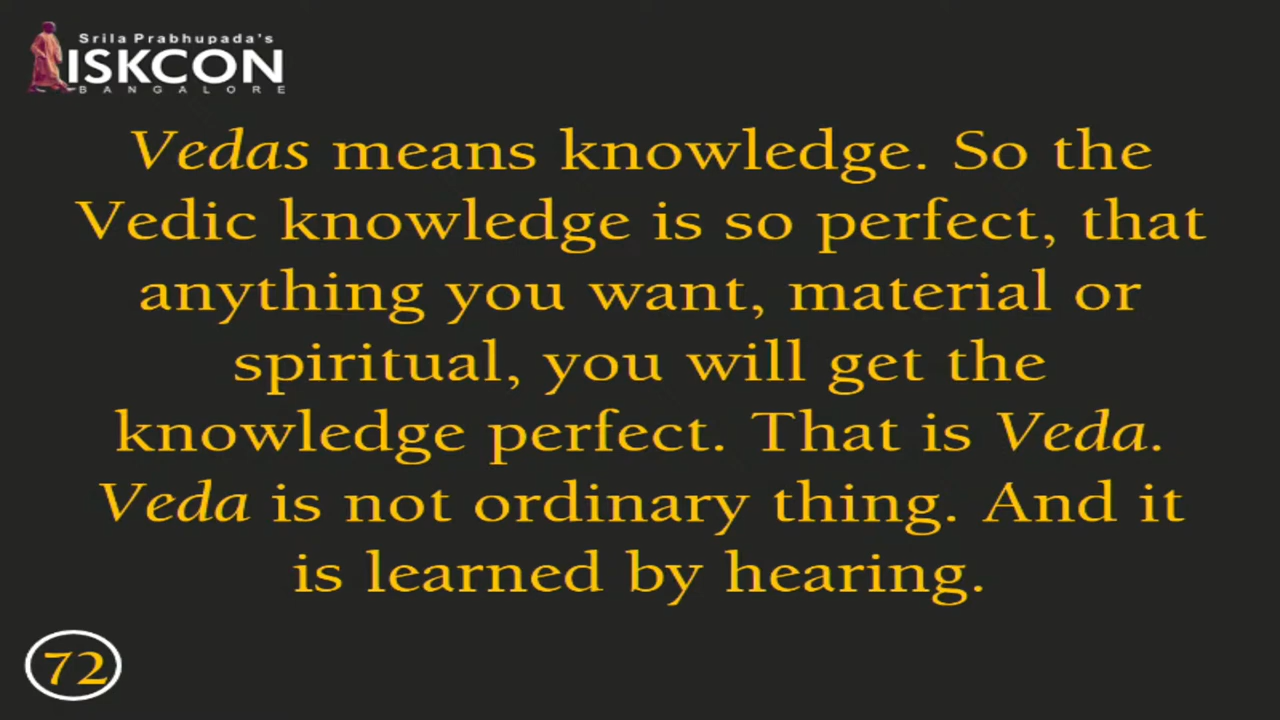 Srila Prabhupada's
ISKCON
BANGALORE
Vedas means knowledge. So the
Vedic knowledge is so perfect, that
anything you want, material or
spiritual, you will get the
knowledge perfect. That is Veda.
Veda is not ordinary thing. And it
is learned by hearing.
72